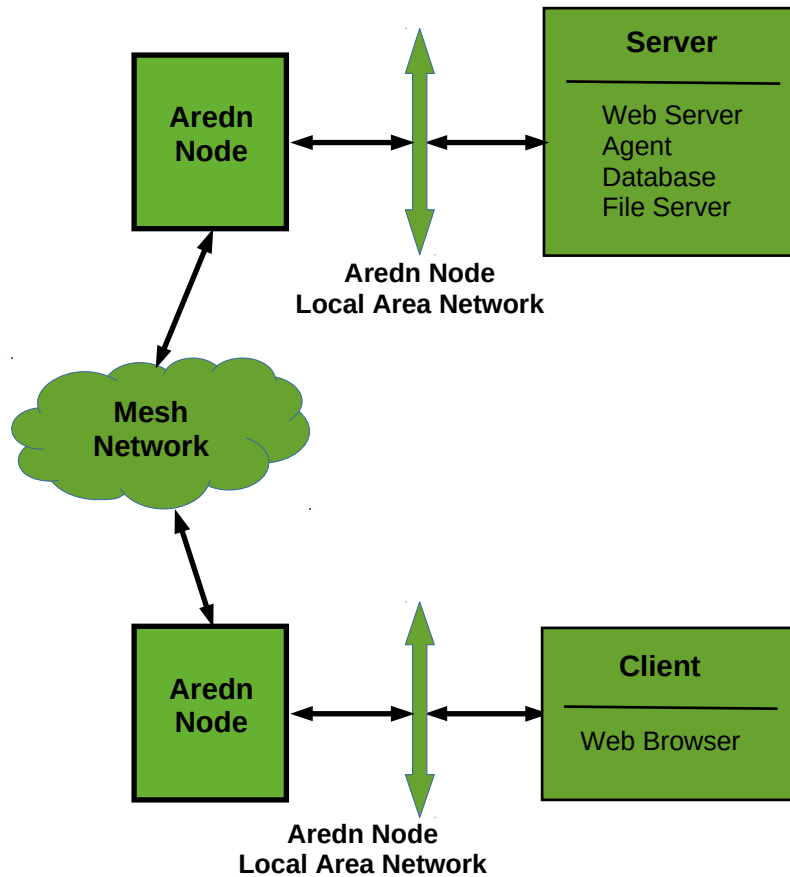 Aredn
Node
Server
Web Server
Agent
Database
File Server
Aredn Node
Local Area Network
Mesh
Network
Aredn
Node
Client
Web Browser
Aredn Node
Local Area Network